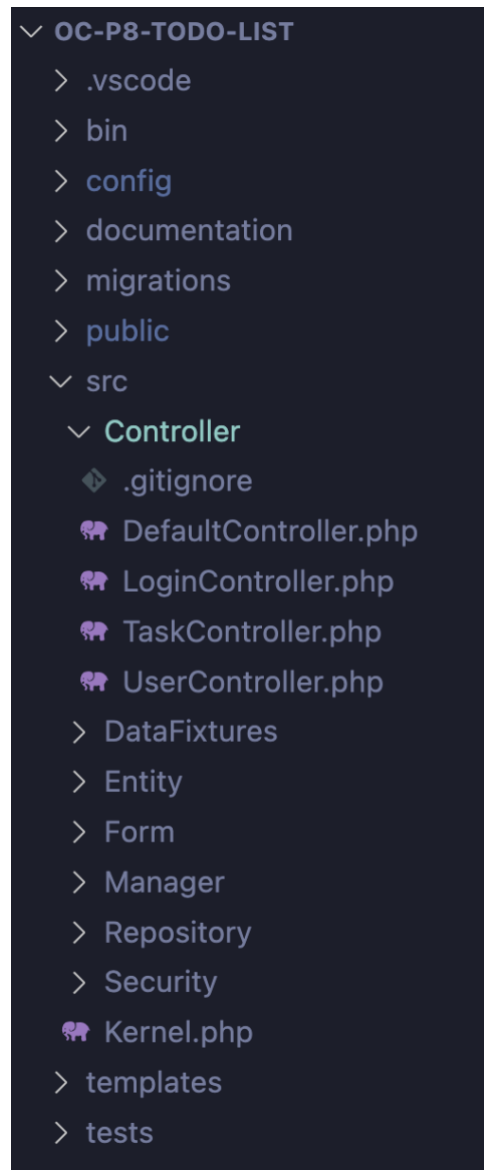 OC-P8-TODO-LIST
.vscode
bin
config
documentation
migrations
public
src
Controller
.gitignore
DefaultController.php
LoginController.php
TaskController.php
UserController.php
DataFixtures
Entity
Form
Manager
Repository
Security
Kernel.php
templates
tests